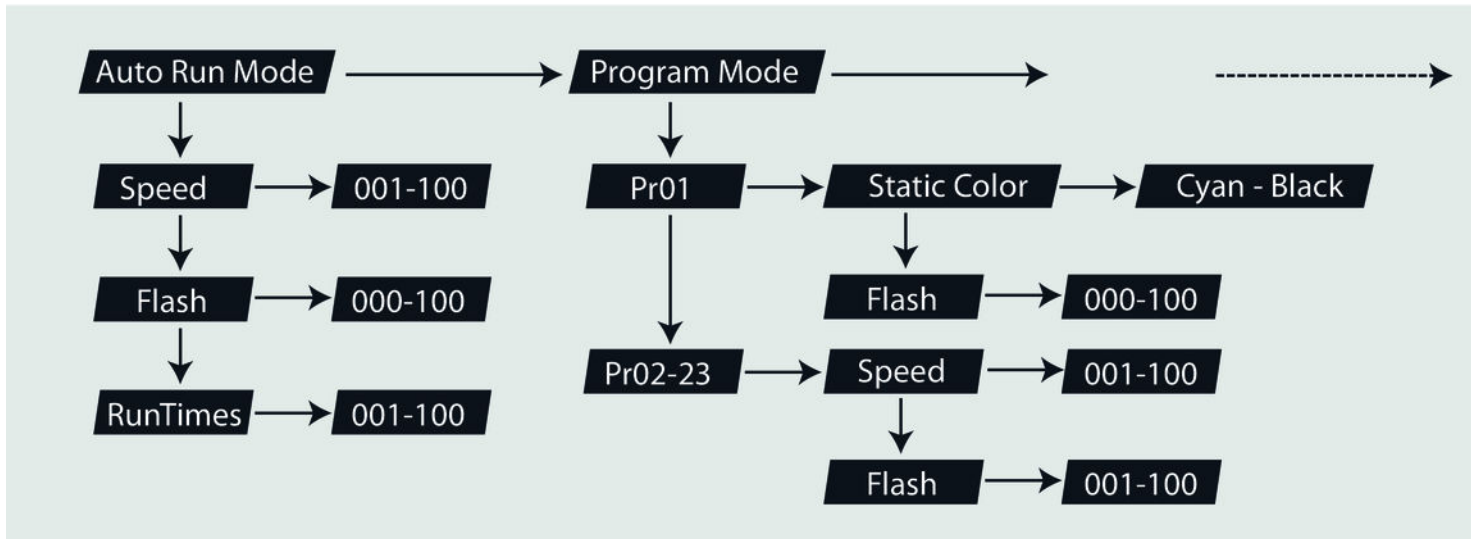 Auto Run Mode
Program Mode
Speed
001-100
Pr01
Static Color
Cyan - Black
Flash
000-100
Flash
000-100
Pr02-23
Speed
001-100
RunTimes
001-100
Flash
001-100